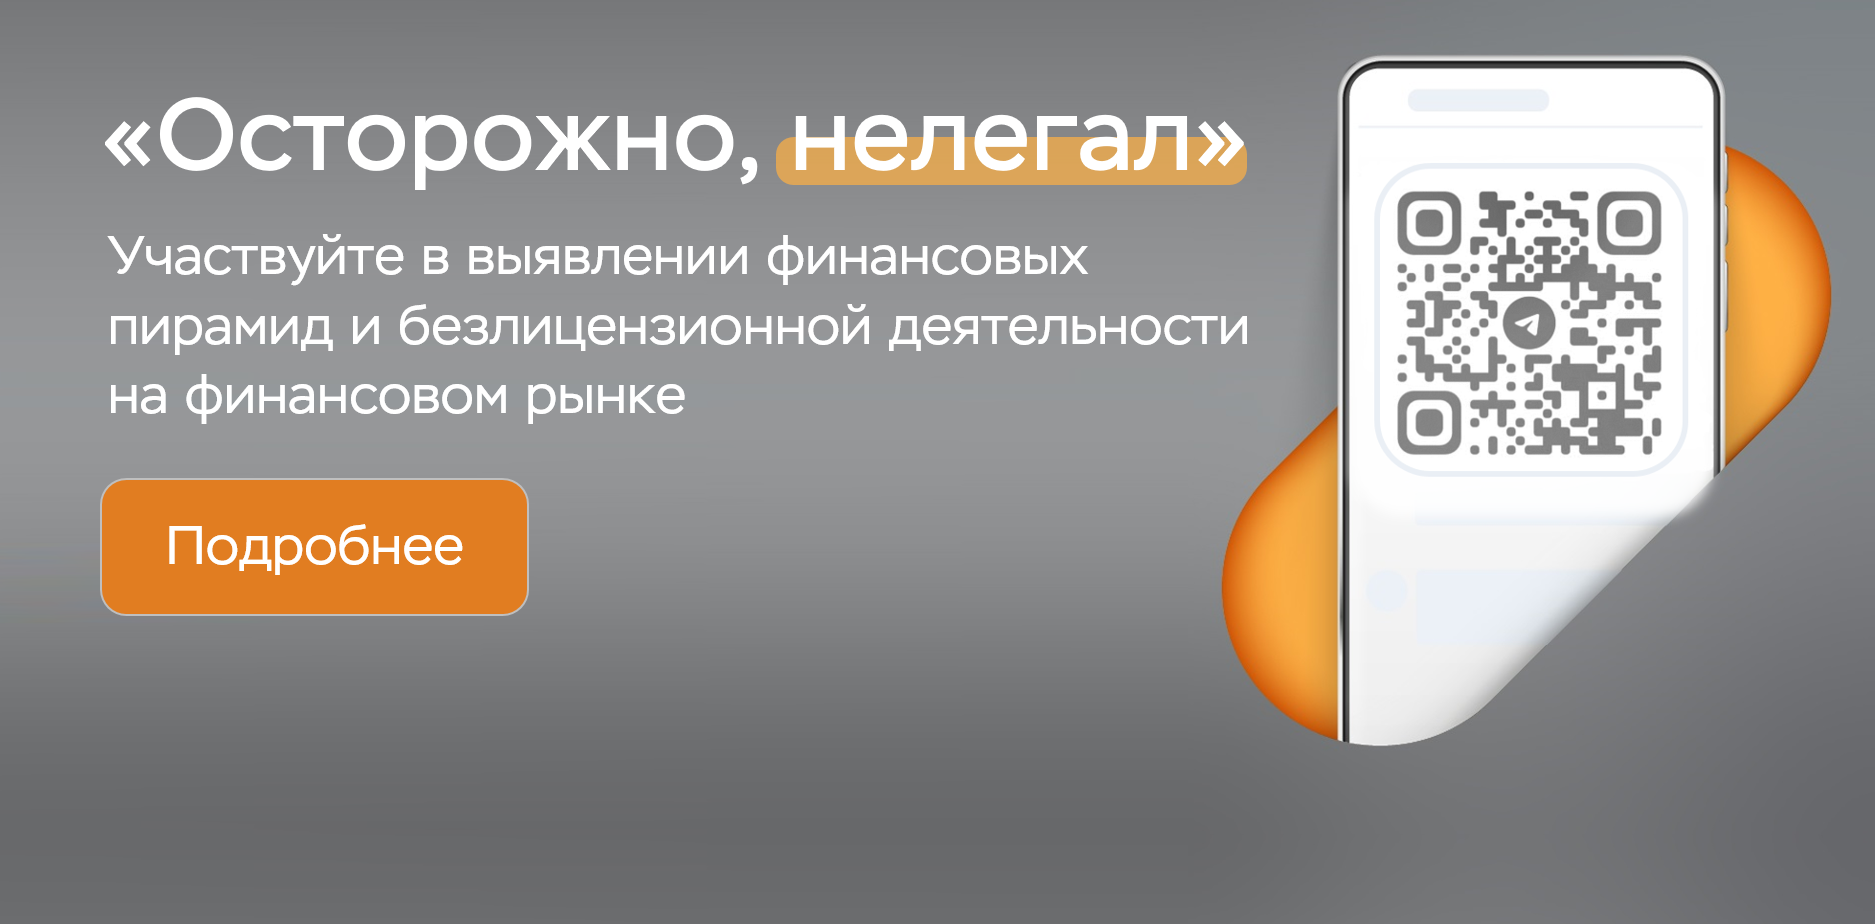 «Осторожно, нелегал»
Участвуйте в выявлении финансовых
пирамид и безлицензионной деятельности
на финансовом рынке
Подробнее